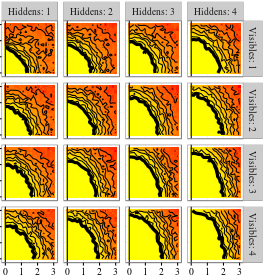 Hiddens: 1 Hiddens: 2 Hiddens: 3 Hiddens: 4
Visibles: 1
Visibles: 2
Visibles: 3
Visibles: 4
0 1 2 3 0 1 2 3 0 1 2 3 0 1 2 3